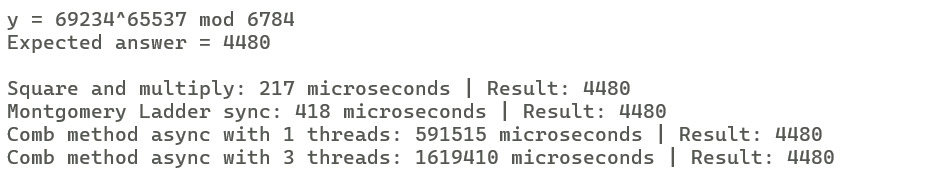 y = 69234^65537 mod 6784
Expected answer = 4480
Square and multiply: 217 microseconds | Result: 4480
Montgomery Ladder sync: 418 microseconds | Result: 4480
Comb method async with 1 threads: 591515 microseconds | Result: 4480
Comb method async with 3 threads: 1619410 microseconds | Result: 4480